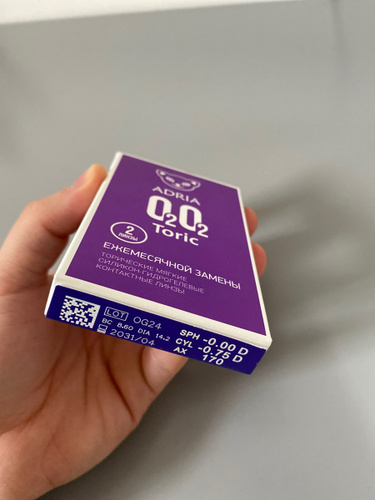 ADRIA
O2O2
Toric
2
ЛИНЗЫ
ЕЖЕМЕСЯЧНОЙ ЗАМЕНЫ
ТОРИЧЕСКИЕ МЯГКИЕ
СИЛИКОН-ГИДРОГЕЛЕВЫЕ
КОНТАКТНЫЕ ЛИНЗЫ
LOT OG24
BC 8.60 DIA 14.2
2031/04
SPH -0.00 D
CYL -0.75 D
AX 170